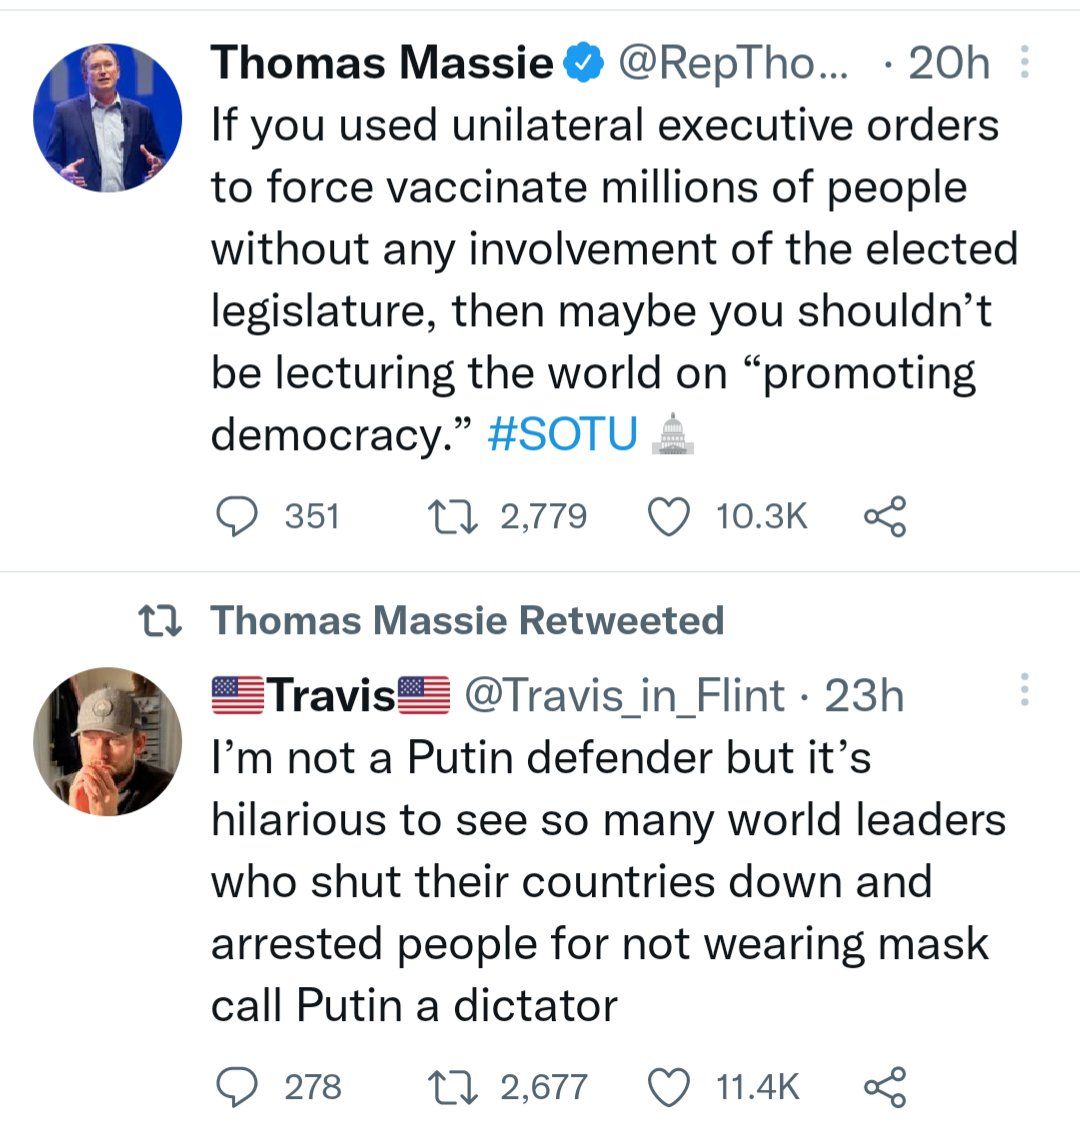 Thomas Massie @RepTho... · 20h
If you used unilateral executive orders
to force vaccinate millions of people
without any involvement of the elected
legislature, then maybe you shouldn’t
be lecturing the world on “promoting
democracy.” #SOTU
351 2,779 10.3K
Thomas Massie Retweeted
🇺🇸Travis🇺🇸 @Travis_in_Flint · 23h
I’m not a Putin defender but it’s
hilarious to see so many world leaders
who shut their countries down and
arrested people for not wearing mask
call Putin a dictator
278 2,677 11.4K